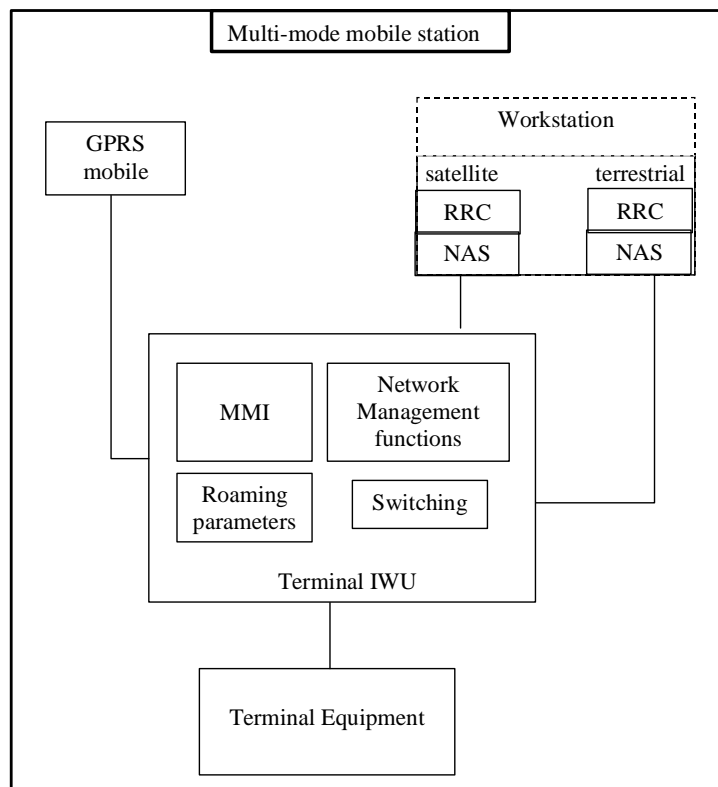 Multi-mode mobile station
GPRS
mobile
Workstation
satellite
terrestrial
RRC
RRC
NAS
NAS
MMI
Network
Management
functions
Roaming
parameters
Switching
Terminal IWU
Terminal Equipment